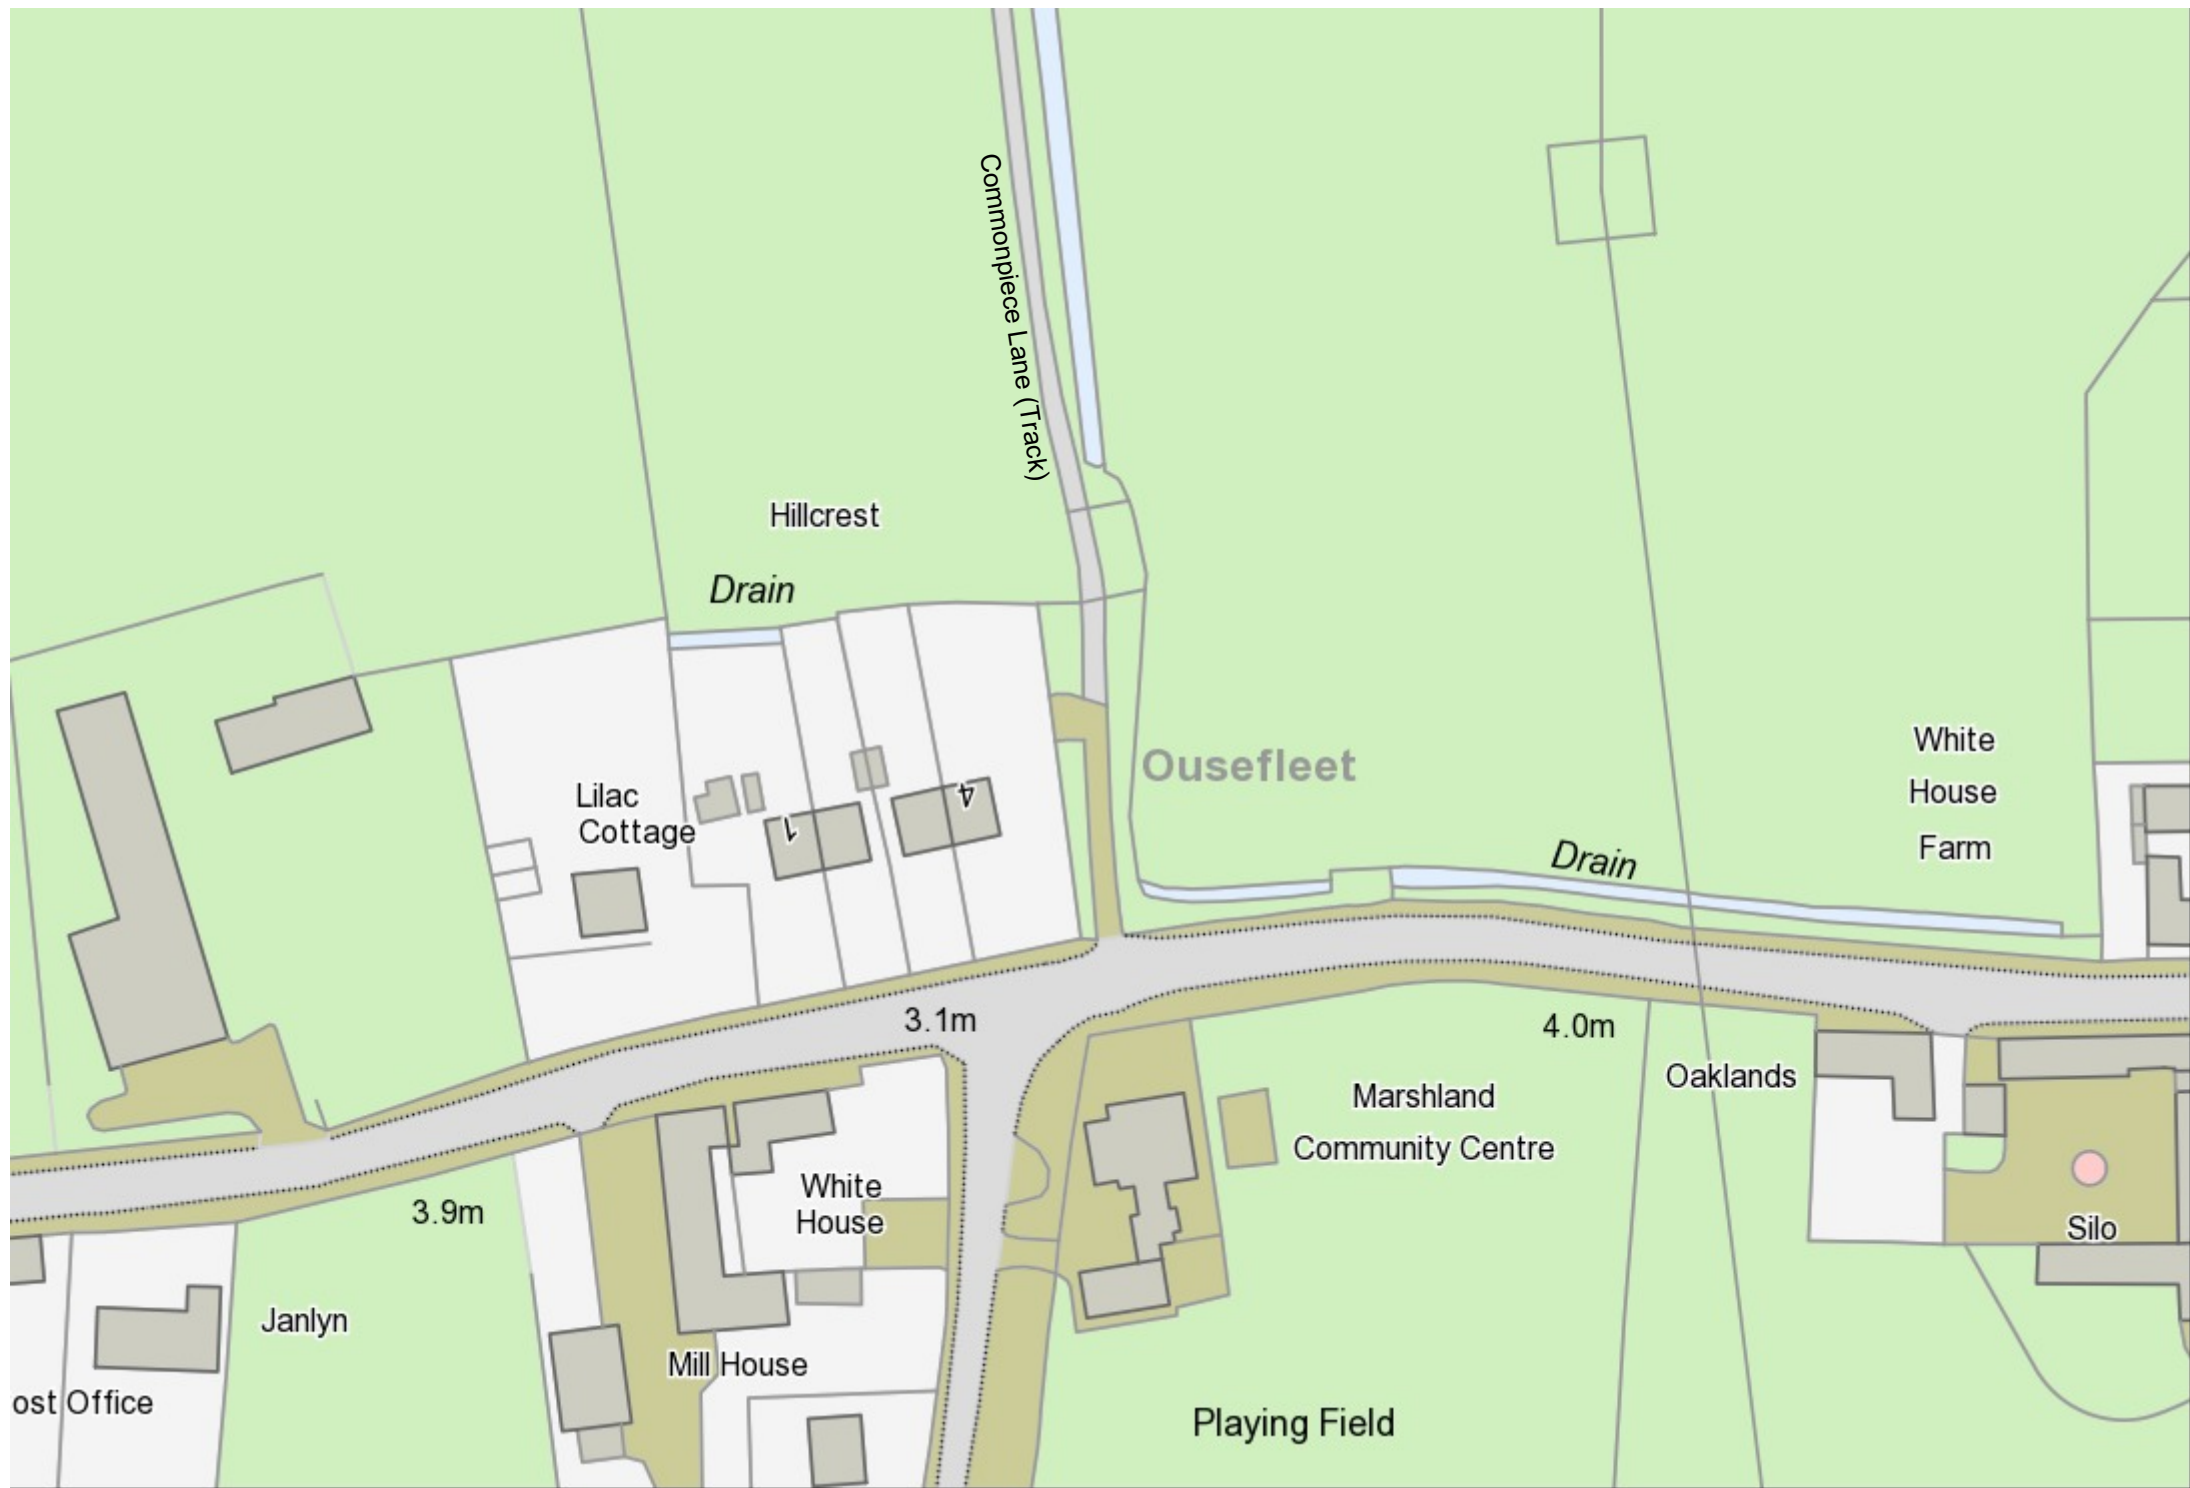 Commonpiece Lane (Track)
Hillcrest
Drain
Ousefleet
White
House
Farm
Lilac
Cottage
1
4
Drain
3.1m
4.0m
Oaklands
Marshland
Community Centre
White
House
3.9m
Silo
Janlyn
Mill House
ost Office
Playing Field